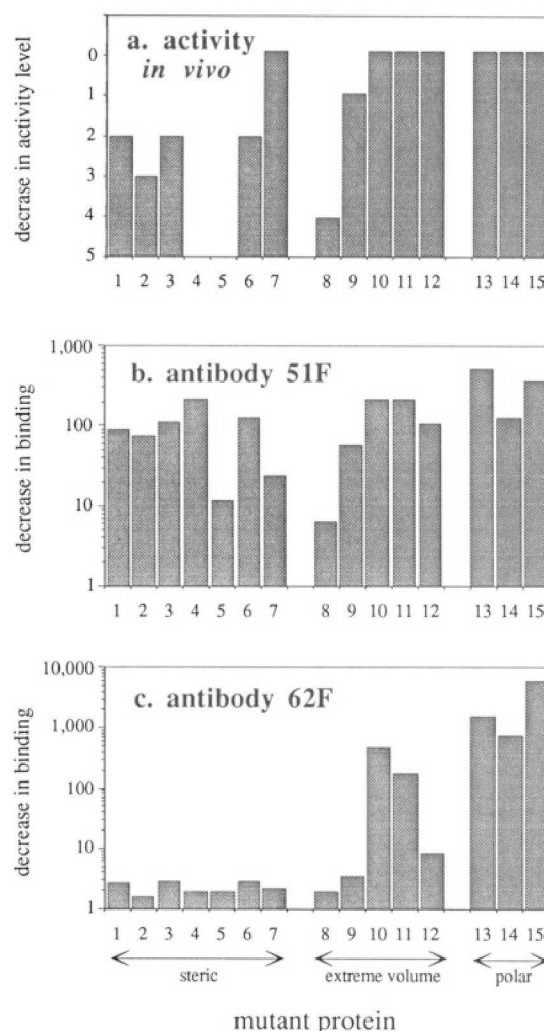 a. activity
in vivo
decrase in activity level
0
1
2
3
4
5
1 2 3 4 5 6 7 8 9 10 11 12 13 14 15
b. antibody 51F
decrease in binding
1,000
100
10
1
1 2 3 4 5 6 7 8 9 10 11 12 13 14 15
c. antibody 62F
decrease in binding
10,000
1,000
100
10
1
1 2 3 4 5 6 7 8 9 10 11 12 13 14 15
steric extreme volume polar
mutant protein